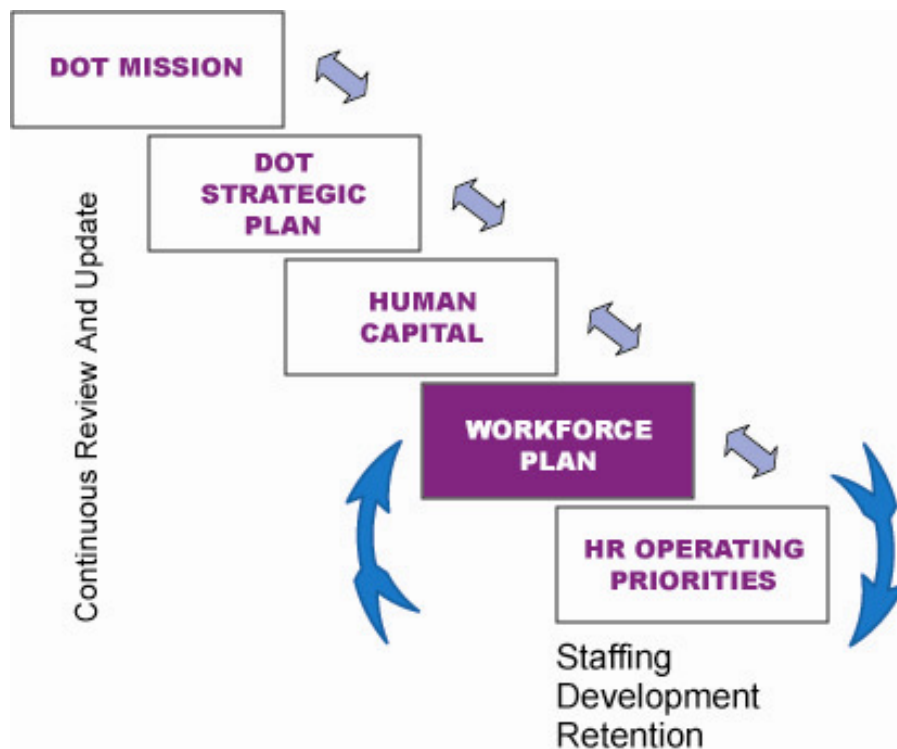 DOT MISSION
DOT
STRATEGIC
PLAN
Continuous Review And Update
HUMAN
CAPITAL
WORKFORCE
PLAN
HR OPERATING
PRIORITIES
Staffing
Development
Retention